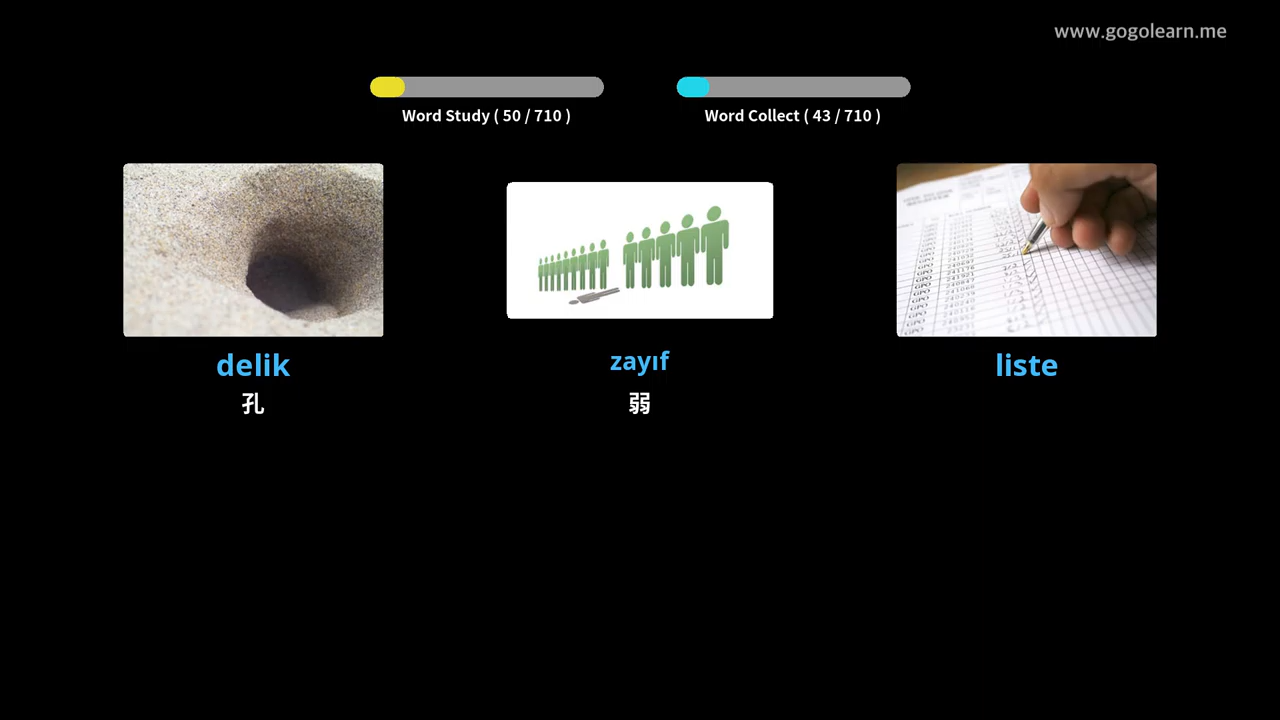 www.gogolearn.me
Word Study ( 50 / 710 )
Word Collect ( 43 / 710 )
delik
zayıf
liste
孔
弱